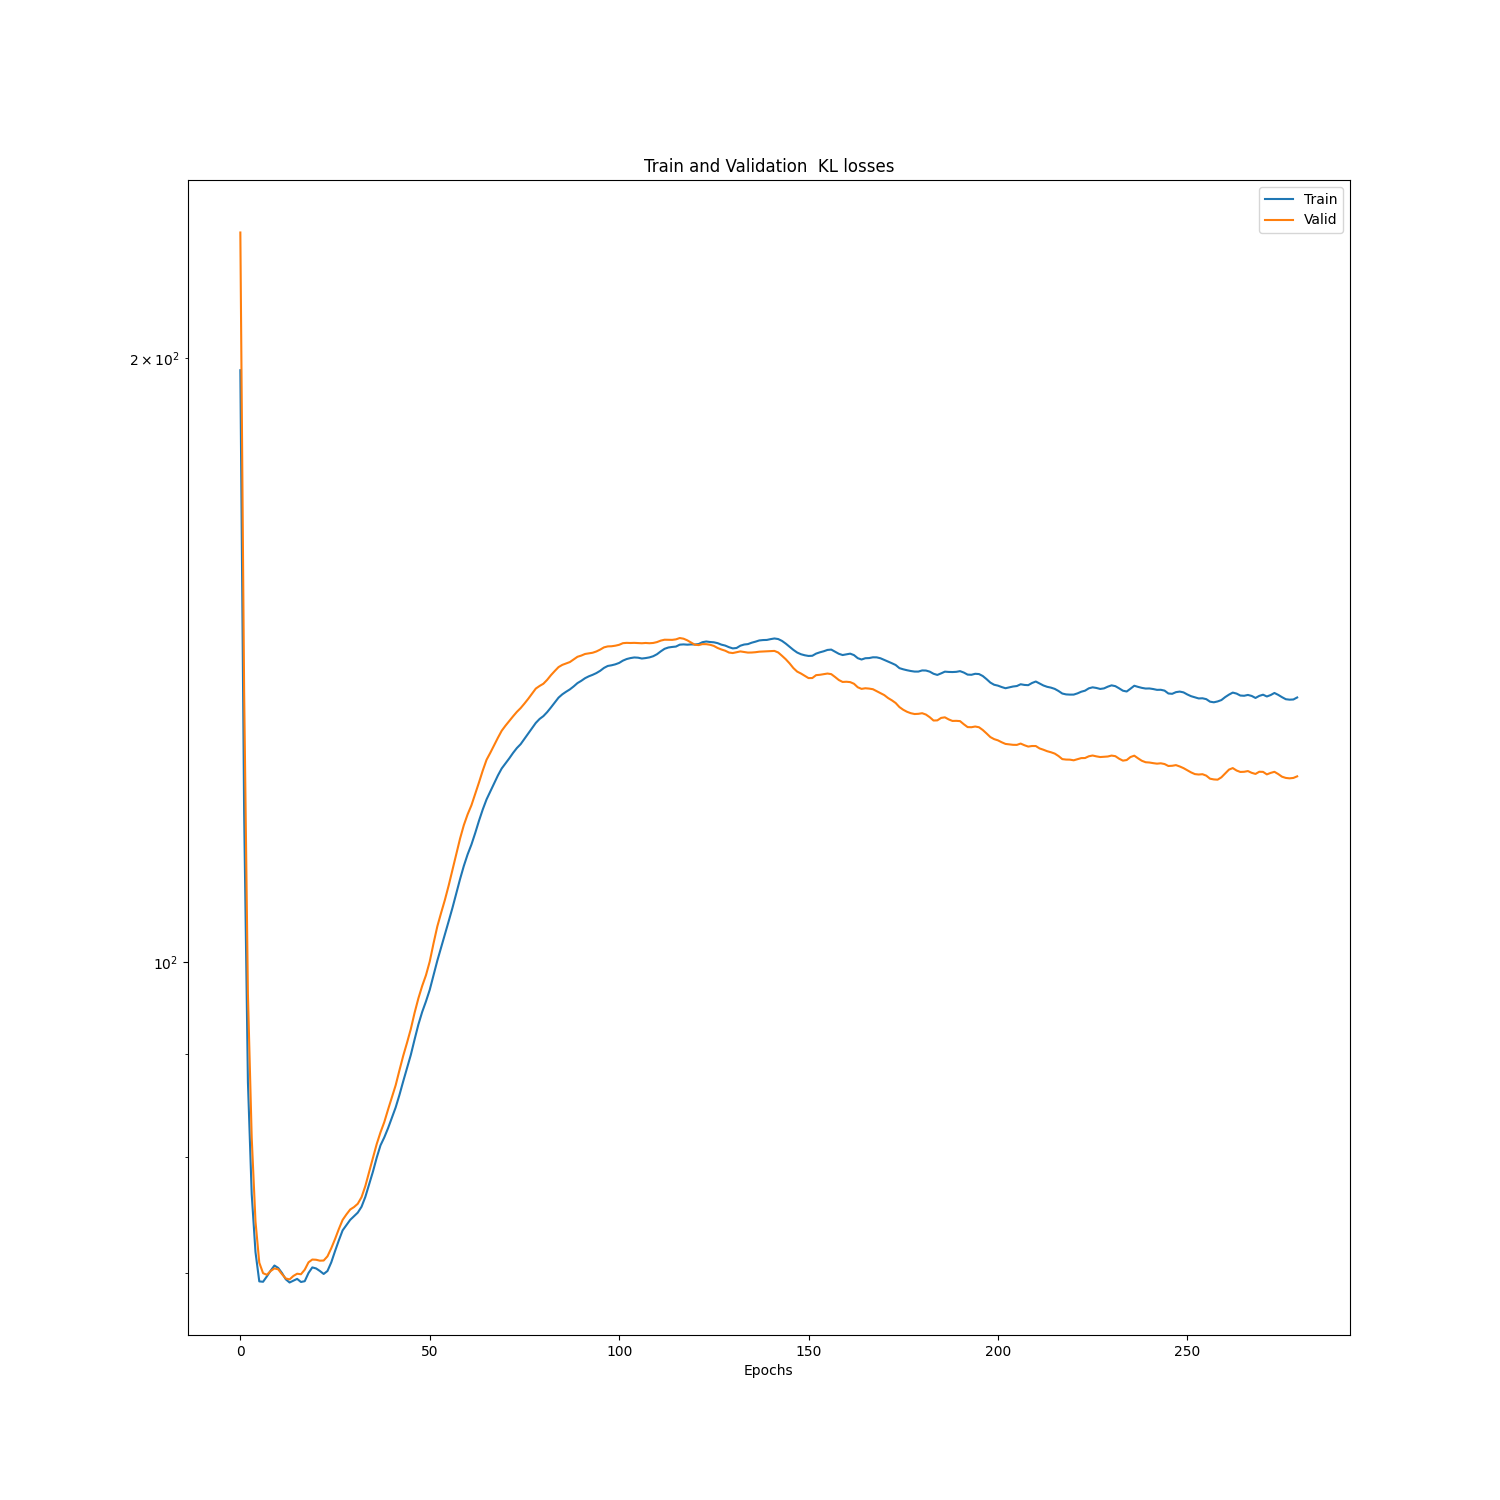 Train and Validation  KL losses
Train
Valid
2 × 10²
10²
0 50 100 150 200 250
Epochs